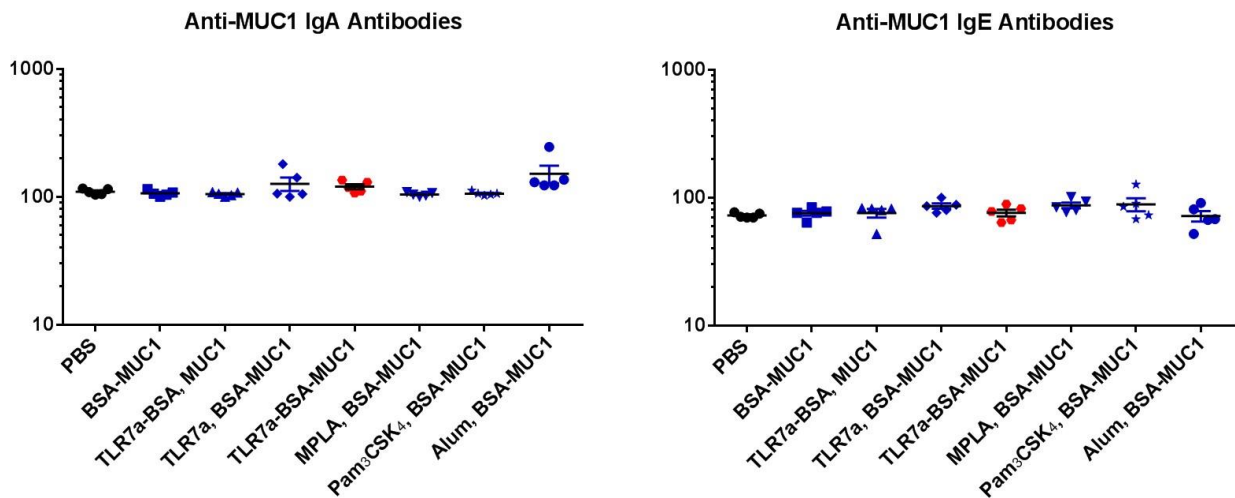 Anti-MUC1 IgA Antibodies
1000
100
10
PBS
BSA-MUC1
TLR7a-BSA, MUC1
TLR7a, BSA-MUC1
TLR7a-BSA-MUC1
MPLA, BSA-MUC1
Pam₃CSK₄, BSA-MUC1
Alum, BSA-MUC1
Anti-MUC1 IgE Antibodies
1000
100
10
PBS
BSA-MUC1
TLR7a-BSA, MUC1
TLR7a, BSA-MUC1
TLR7a-BSA-MUC1
MPLA, BSA-MUC1
Pam₃CSK₄, BSA-MUC1
Alum, BSA-MUC1